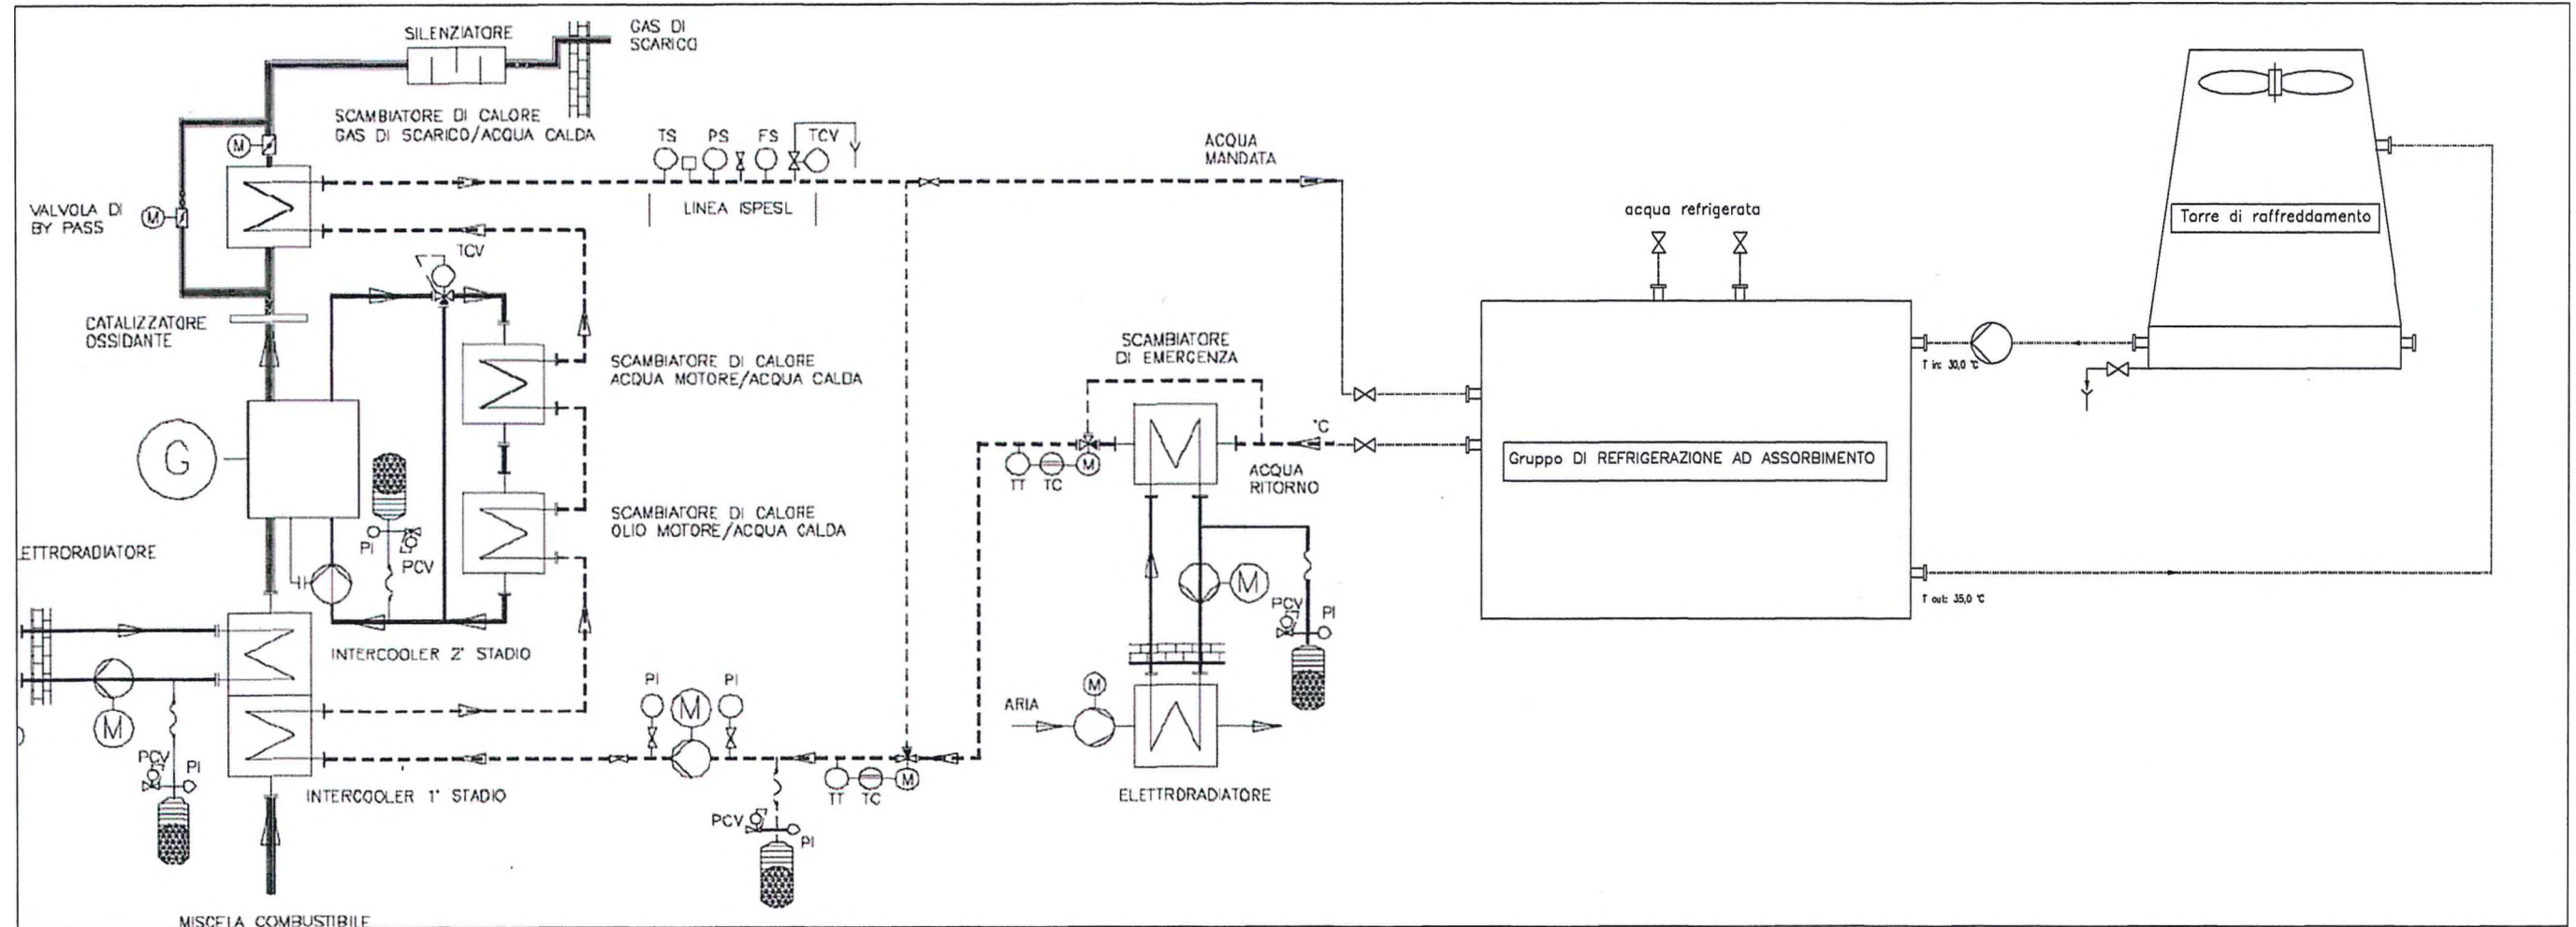 SILENZIATORE
GAS DI
SCARICO
SCAMBIATORE DI CALORE
GAS DI SCARICO/ACQUA CALDA
M
TS PS FS TCV
ACQUA
MANDATA
LINEA ISPESL
VALVOLA DI
BY PASS
M
TCV
acqua refrigerata
Torre di raffreddamento
CATALIZZATORE
OSSIDANTE
SCAMBIATORE DI CALORE
ACQUA MOTORE/ACQUA CALDA
SCAMBIATORE
DI EMERGENZA
T in: 30,0 °C
G
°C
TT TC M
ACQUA
RITORNO
Gruppo DI REFRIGERAZIONE AD ASSORBIMENTO
SCAMBIATORE DI CALORE
OLIO MOTORE/ACQUA CALDA
PI
PCV
ETTRORADIATORE
M
PCV
PI
T out: 35,0 °C
INTERCOOLER 2° STADIO
M
PI
M
PI
ARIA
M
PCV
PI
INTERCOOLER 1° STADIO
TT TC M
ELETTRORADIATORE
PCV
PI
MISCELA COMBUSTIBILE